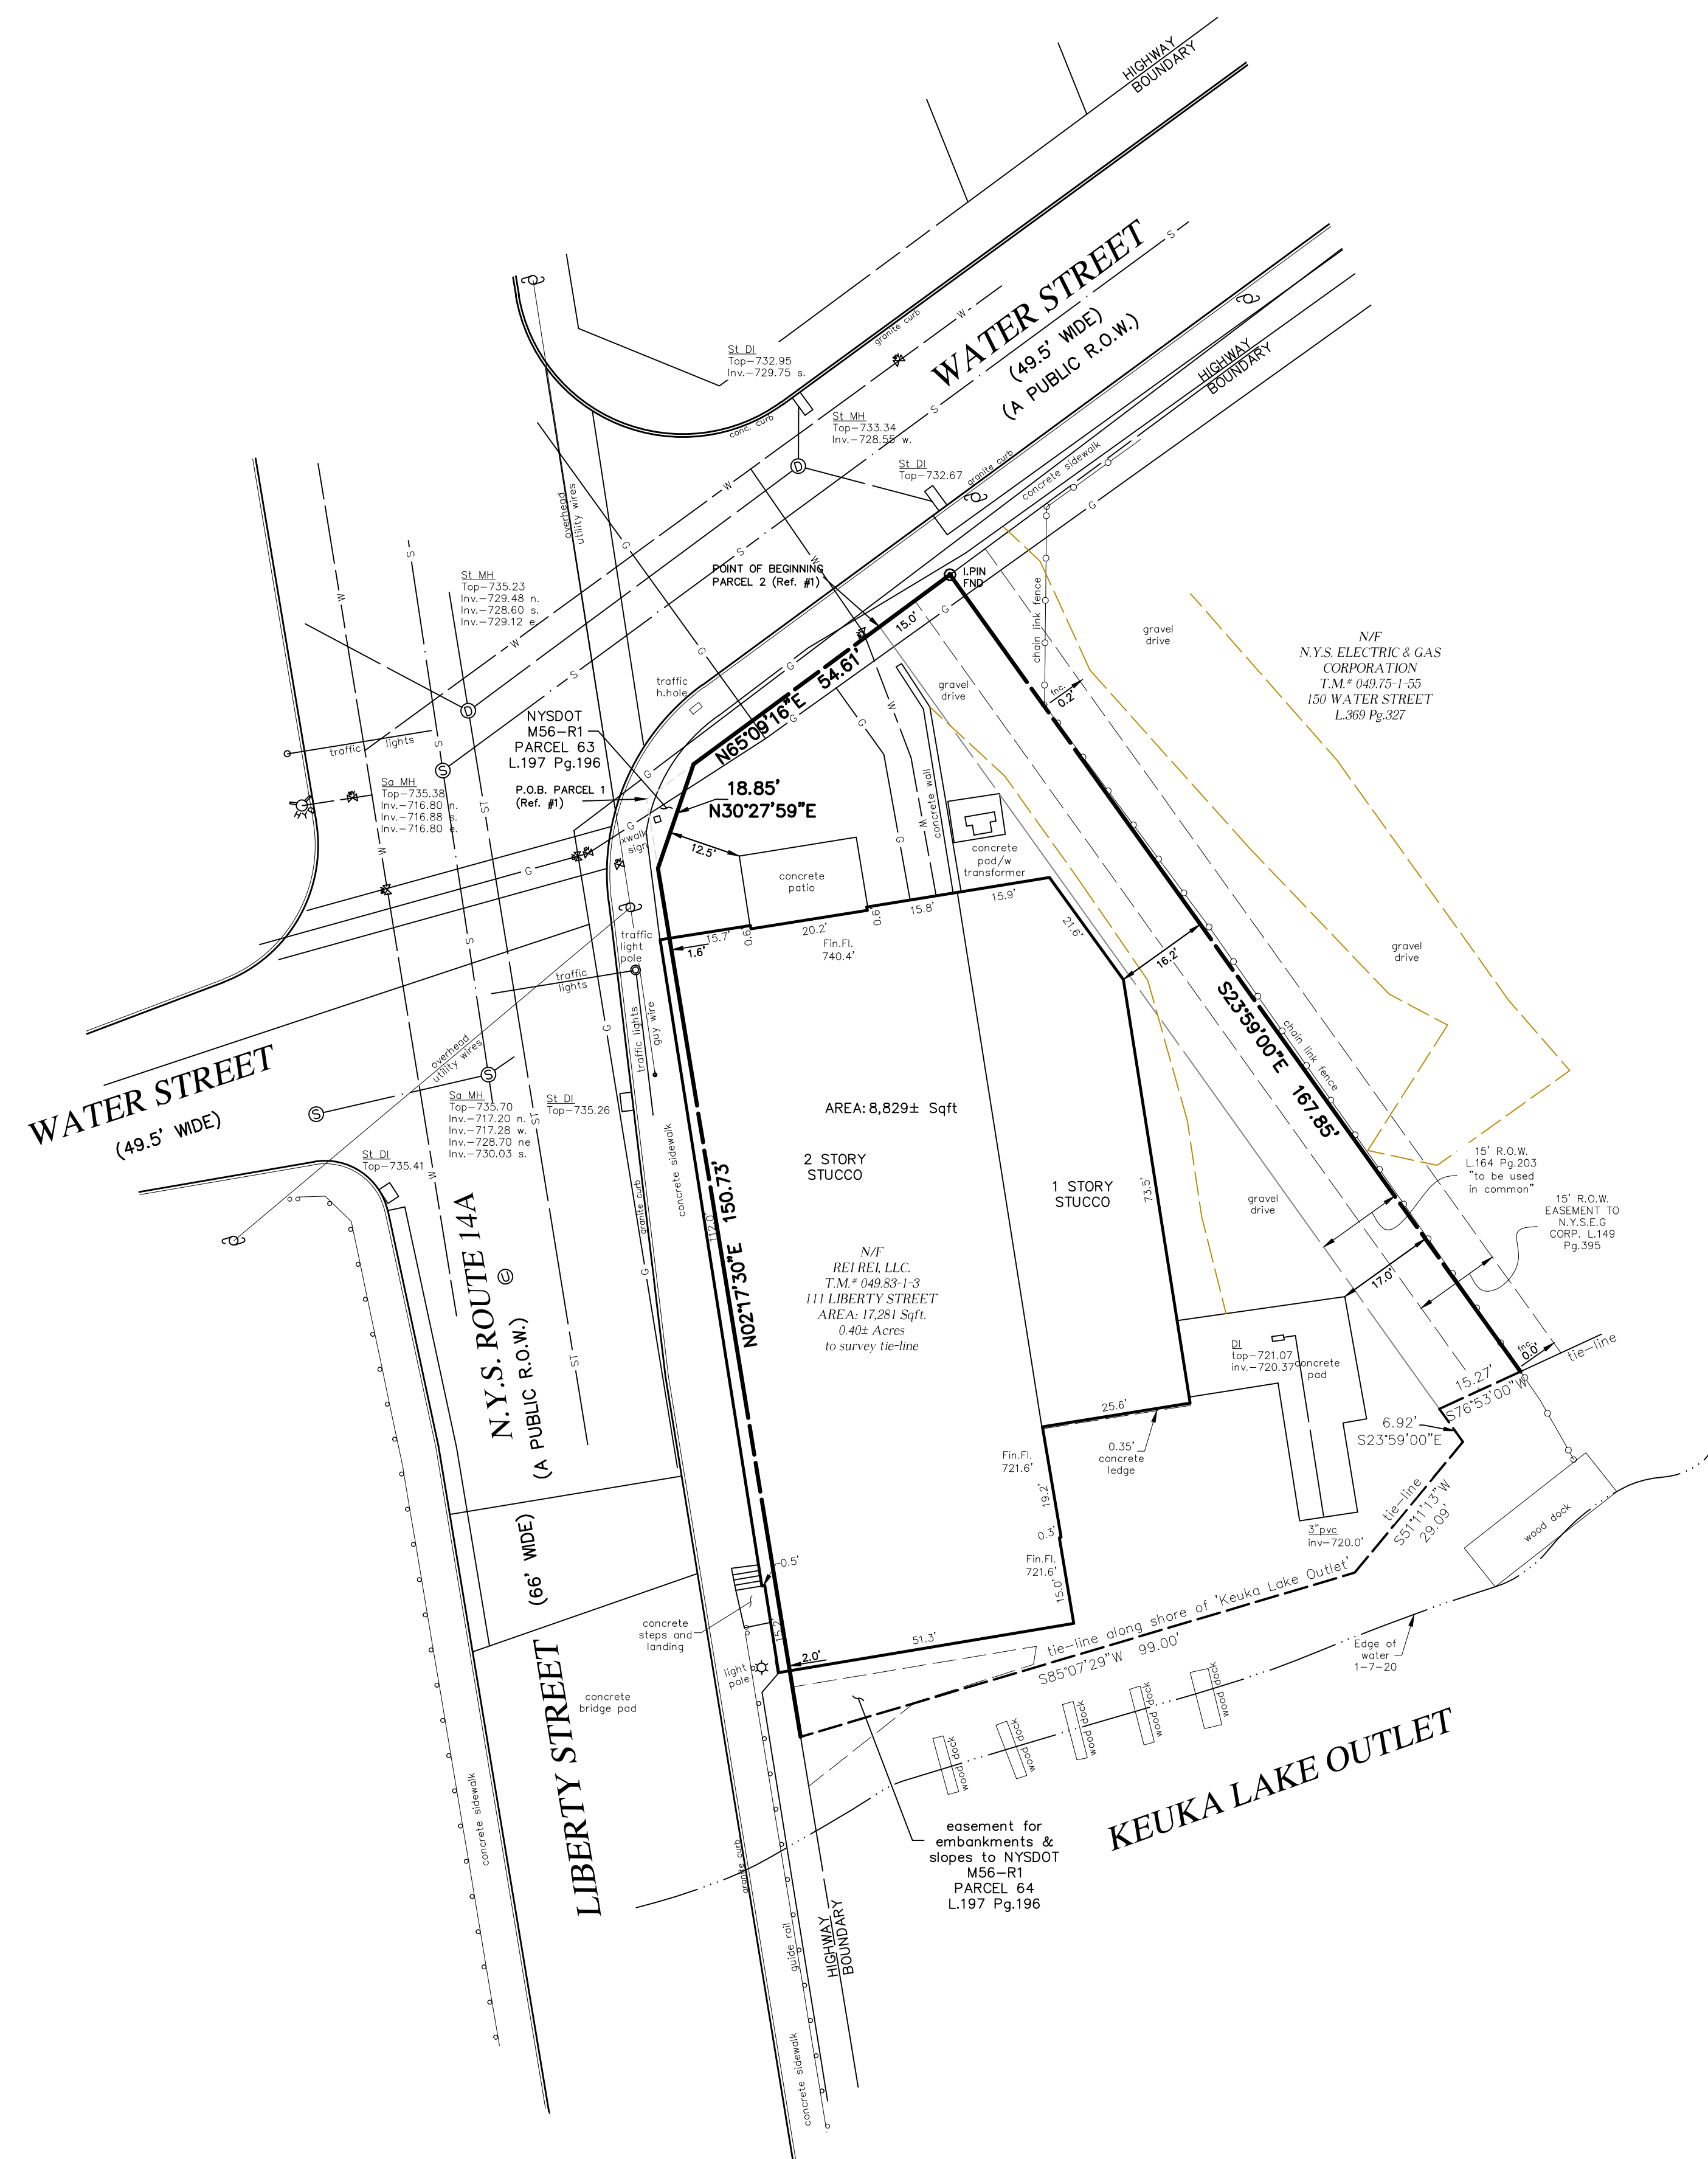 HIGHWAY
BOUNDARY
WATER STREET
(49.5' WIDE)
(A PUBLIC R.O.W.)
HIGHWAY
BOUNDARY
granite curb
conc. curb
granite curb
concrete sidewalk
St DI
Top-732.95
Inv.-729.75 s.
St MH
Top-733.34
Inv.-728.55 w.
St DI
Top-732.67
overhead
utility wires
St MH
Top-735.23
Inv.-729.48 n.
Inv.-728.60 s.
Inv.-729.12 e.
POINT OF BEGINNING
PARCEL 2 (Ref. #1)
I.PIN
FND
15.0'
N65°09'16"E 54.61'
chain link fence
gravel
drive
N/F
N.Y.S. ELECTRIC & GAS
CORPORATION
T.M.# 049.75-1-55
150 WATER STREET
L.369 Pg.327
fnc.
0.2'
gravel
drive
traffic
h.hole
NYSDOT
M56-R1
PARCEL 63
L.197 Pg.196
P.O.B. PARCEL 1
(Ref. #1)
18.85'
N30°27'59"E
traffic lights
Sa MH
Top-735.38
Inv.-716.80 n.
Inv.-716.88 s.
Inv.-716.80 e.
xwalk
sign
12.5'
concrete
patio
concrete wall
concrete
pad/w
transformer
15.7'
0.6'
20.2'
0.6'
15.8'
15.9'
21.6'
1.6'
Fin.Fl.
740.4'
16.2'
gravel
drive
traffic
light
pole
traffic
lights
traffic lights
guy wire
S23°59'00"E 167.85'
chain link fence
overhead
utility wires
WATER STREET
(49.5' WIDE)
Sa MH
Top-735.70
Inv.-717.20 n.
Inv.-717.28 w.
Inv.-728.70 ne
Inv.-730.03 s.
St DI
Top-735.26
St DI
Top-735.41
AREA: 8,829± Sqft
2 STORY
STUCCO
1 STORY
STUCCO
73.5'
concrete sidewalk
granite curb
112.0'
N02°17'30"E 150.73'
gravel
drive
15' R.O.W.
L.164 Pg.203
"to be used
in common"
15' R.O.W.
EASEMENT TO
N.Y.S.E.G
CORP. L.149
Pg.395
N/F
REI REI, LLC.
T.M.# 049.83-1-3
111 LIBERTY STREET
AREA: 17,281 Sqft.
0.40± Acres
to survey tie-line
17.0'
N.Y.S. ROUTE 14A
(A PUBLIC R.O.W.)
(66' WIDE)
DI
top-721.07
inv.-720.37
concrete
pad
fnc.
0.0'
tie-line
15.27'
S76°53'00"W
6.92'
S23°59'00"E
25.6'
0.35'
concrete
ledge
Fin.Fl.
721.6'
19.2'
0.3'
Fin.Fl.
721.6'
15.0'
3"pvc
inv-720.0'
tie-line
S51°11'13"W
29.09'
wood dock
0.5'
concrete
steps and
landing
15.2'
51.3'
2.0'
light
pole
concrete
bridge pad
tie-line along shore of 'Keuka Lake Outlet'
S85°07'29"W 99.00'
Edge of
water
1-7-20
wood dock
wood dock
wood dock
wood dock
wood dock
KEUKA LAKE OUTLET
LIBERTY STREET
easement for
embankments &
slopes to NYSDOT
M56-R1
PARCEL 64
L.197 Pg.196
concrete sidewalk
granite curb
guide rail
HIGHWAY
BOUNDARY
concrete sidewalk